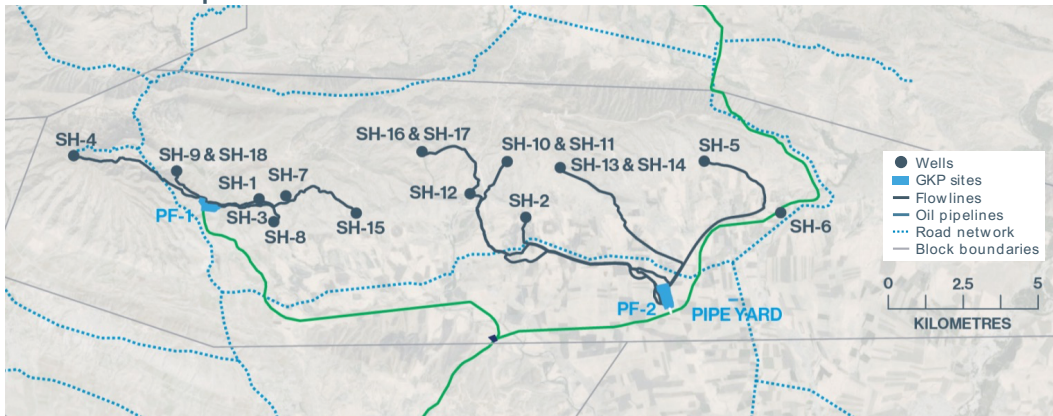 SH-16 & SH-17
SH-4
SH-10 & SH-11
SH-5
SH-9 & SH-18
SH-13 & SH-14
Wells
SH-7
GKP sites
SH-1
SH-12
SH-2
Flowlines
PF-1
SH-3
Oil pipelines
SH-15
SH-6
SH-8
Road network
Block boundaries
0 2.5 5
PF-2
PIPE YARD
KILOMETRES